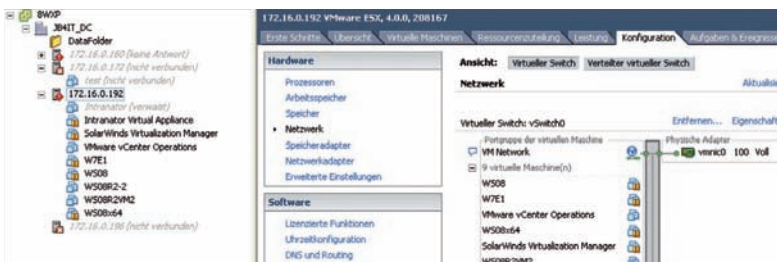 8WXP
JB4IT_DC
DataFolder
172.16.0.160 (keine Antwort)
172.16.0.172 (nicht verbunden)
test (nicht verbunden)
172.16.0.192
Intranator (verwaist)
Intranator Virtual Appliance
SolarWinds Virtualization Manager
VMware vCenter Operations
W7E1
WS08
WS08R2-2
WS08R2VM2
WS08x64
172.16.0.196 (nicht verbunden)
172.16.0.192 VMware ESX, 4.0.0, 208167
Erste Schritte Übersicht Virtuelle Maschinen Ressourcenzuteilung Leistung Konfiguration Aufgaben & Ereignisse
Hardware
Prozessoren
Arbeitsspeicher
Speicher
Netzwerk
Speicheradapter
Netzwerkadapter
Erweiterte Einstellungen
Software
Lizenzierte Funktionen
Uhrzeitkonfiguration
DNS und Routing
Ansicht: Virtueller Switch Verteilter virtueller Switch
Netzwerk Aktualisie
Virtueller Switch: vSwitch0 Entfernen... Eigenschaft
Portgruppe der virtuellen Maschine Physische Adapter
VM Network vmnic0 100 Voll
9 virtuelle Maschine(n)
WS08
W7E1
VMware vCenter Operations
WS08x64
SolarWinds Virtualization Manager
WS08R2VM2